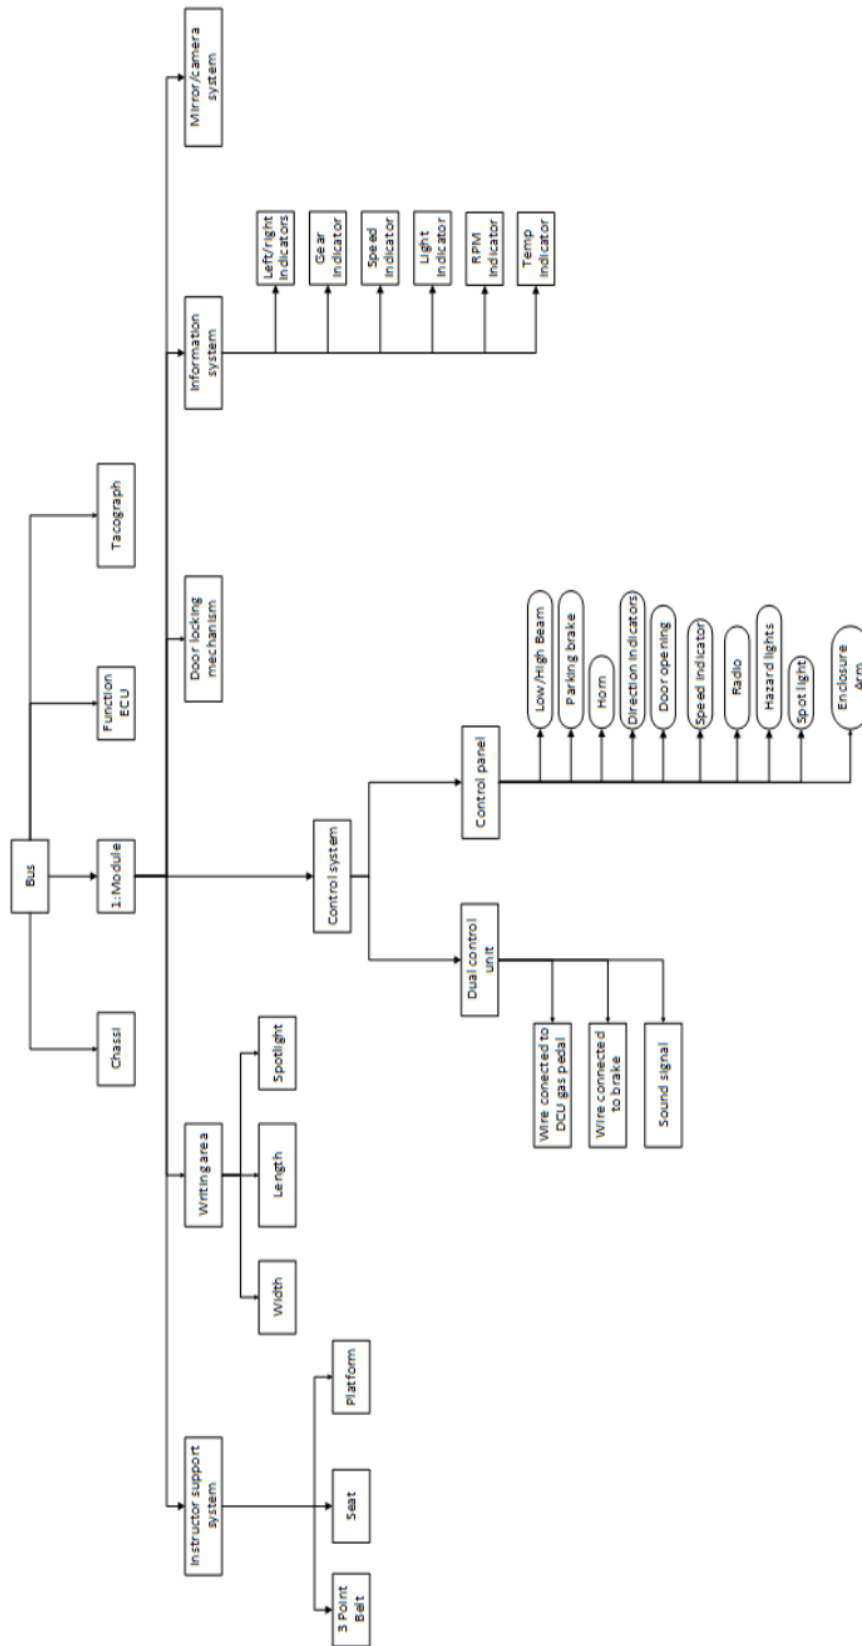 Bus
Chassi
1:Module
Function
ECU
Tacograph
Instructor support
system
Writing area
Door locking
mechanism
Information
system
Mirror/camera
system
3 Point
Belt
Seat
Platform
Width
Length
Spotlight
Control system
Left/right
Indicators
Gear
Indicator
Speed
Indicator
Light
Indicator
RPM
Indicator
Temp
Indicator
Dual control
unit
Control panel
Wire conected to
DCU gas pedal
Wire connected
to brake
Sound signal
Low/High Beam
Parking brake
Horn
Direction Indicators
Door opening
Speed Indicator
Radio
Hazard lights
Spot light
Enclosure
Arm